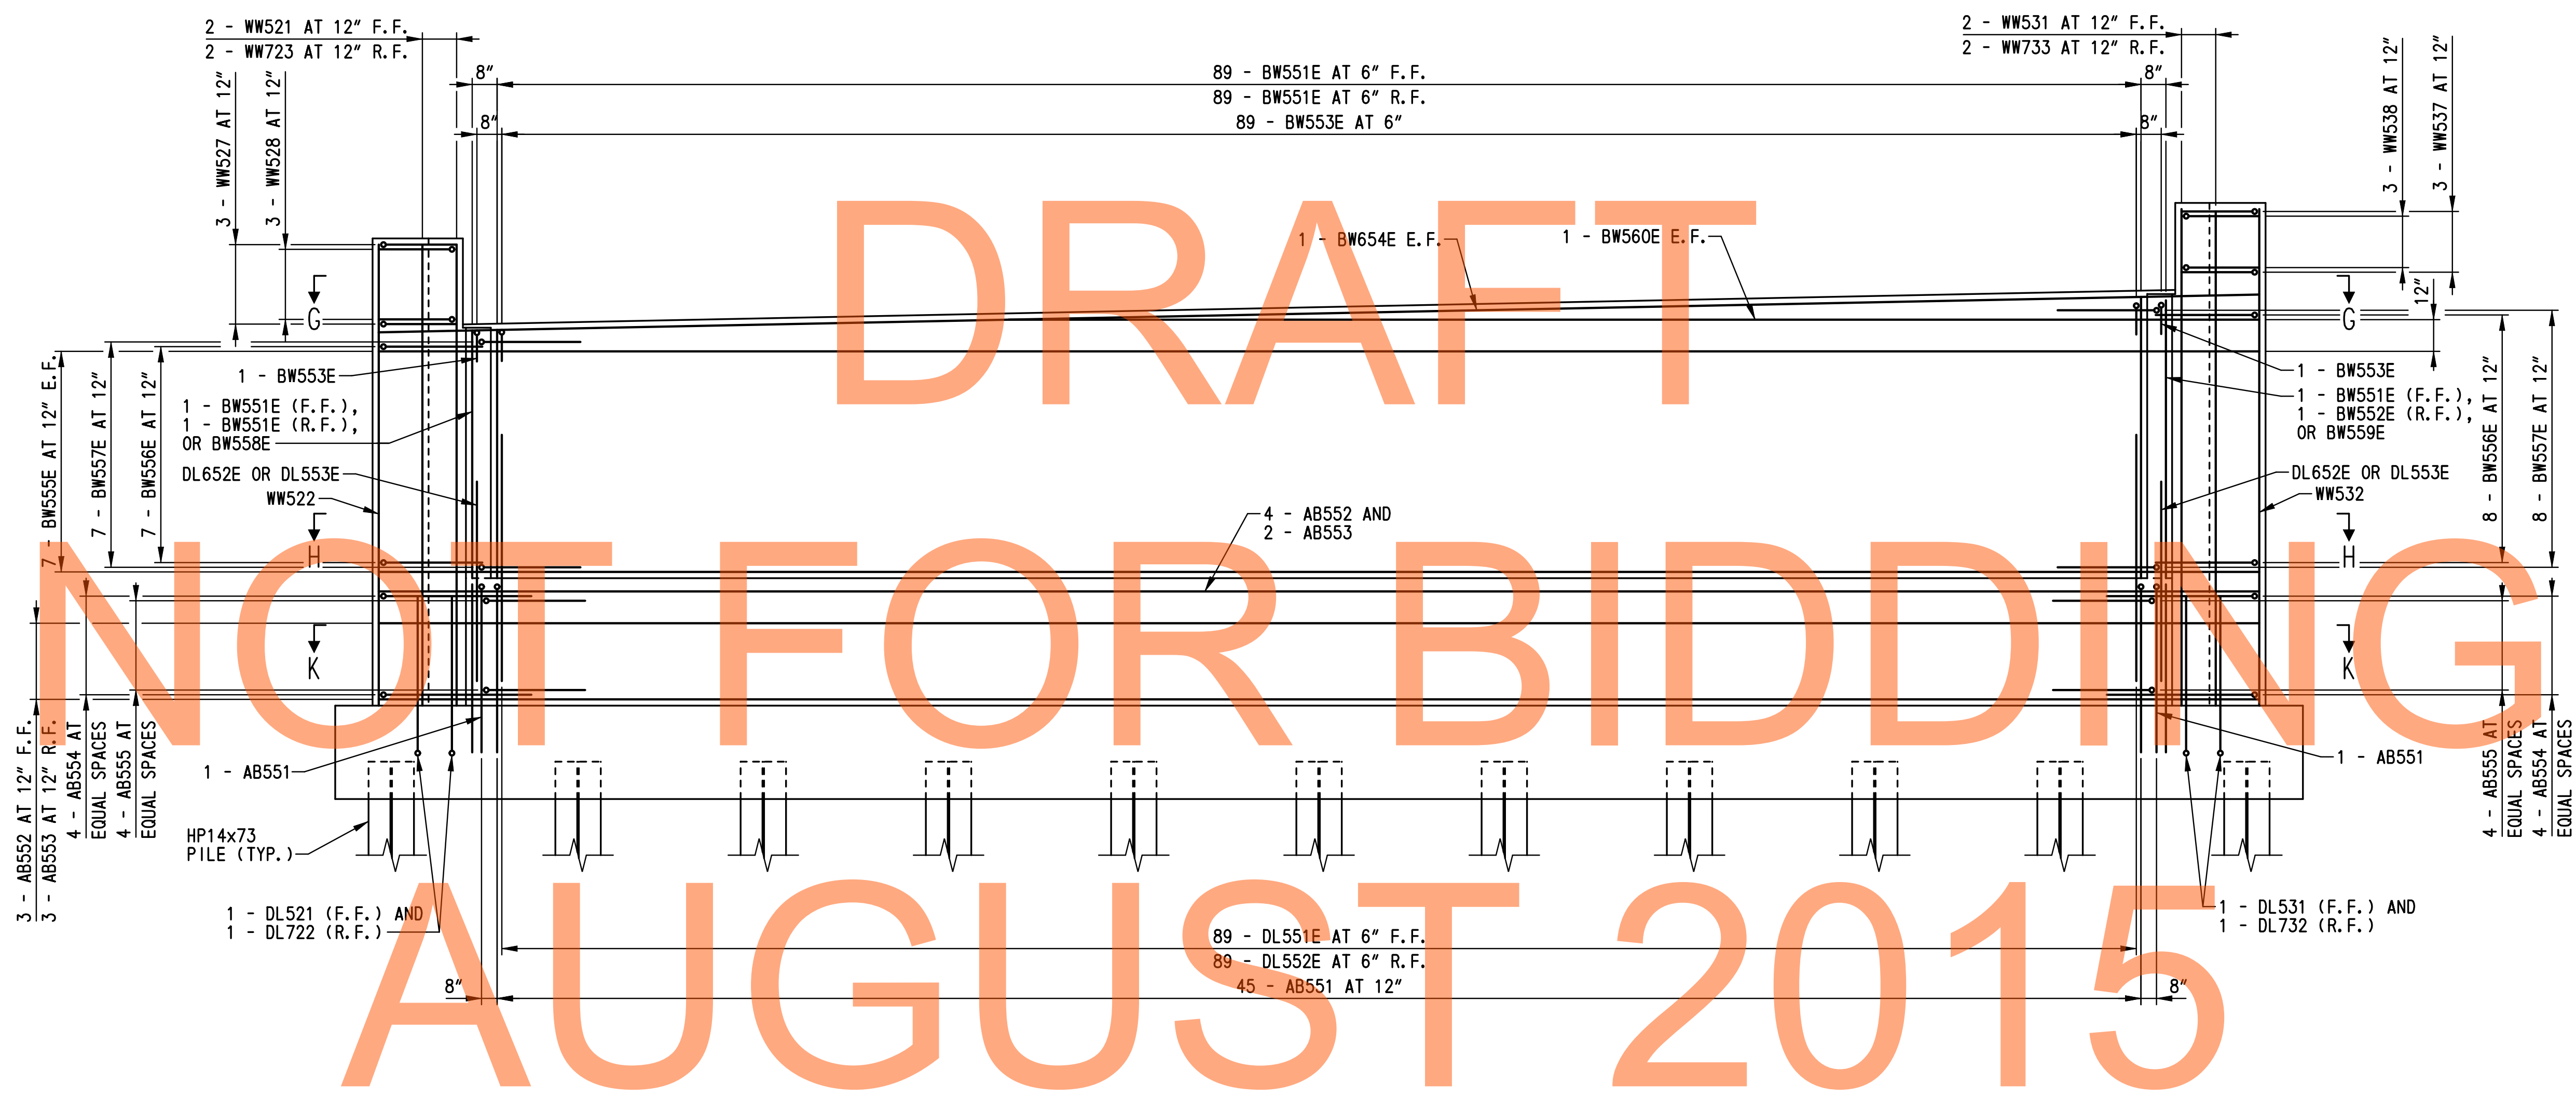 2 - WW521 AT 12" F.F.
2 - WW723 AT 12" R.F.
2 - WW531 AT 12" F.F.
2 - WW733 AT 12" R.F.
8"
89 - BW551E AT 6" F.F.
89 - BW551E AT 6" R.F.
8"
8"
89 - BW553E AT 6"
8"
3 - WW527 AT 12"
3 - WW528 AT 12"
3 - WW538 AT 12"
3 - WW537 AT 12"
DRAFT
1 - BW654E E.F.
1 - BW560E E.F.
G
G
12"
7 - BW555E AT 12" E.F.
7 - BW557E AT 12"
7 - BW556E AT 12"
8 - BW556E AT 12"
8 - BW557E AT 12"
1 - BW553E
1 - BW551E (F.F.),
1 - BW551E (R.F.),
OR BW558E
DL652E OR DL553E
WW522
1 - BW553E
1 - BW551E (F.F.),
1 - BW552E (R.F.),
OR BW559E
DL652E OR DL553E
WW532
4 - AB552 AND
2 - AB553
H
H
NOT FOR BIDDING
K
K
3 - AB552 AT 12" F.F.
3 - AB553 AT 12" R.F.
4 - AB554 AT
EQUAL SPACES
4 - AB555 AT
EQUAL SPACES
4 - AB555 AT
EQUAL SPACES
4 - AB554 AT
EQUAL SPACES
1 - AB551
1 - AB551
HP14x73
PILE (TYP.)
1 - DL521 (F.F.) AND
1 - DL722 (R.F.)
1 - DL531 (F.F.) AND
1 - DL732 (R.F.)
89 - DL551E AT 6" F.F.
89 - DL552E AT 6" R.F.
8"
45 - AB551 AT 12"
8"
AUGUST 2015